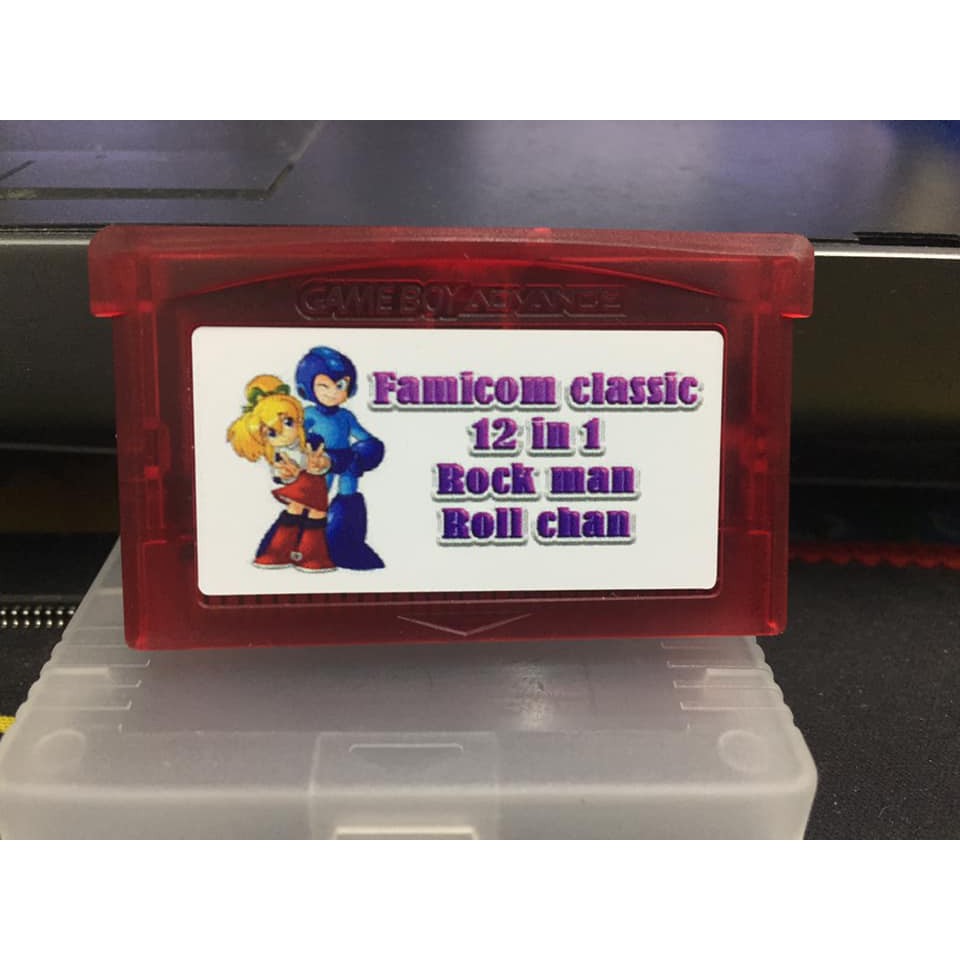 GAME BOY ADVANCE
Famicom classic
12 in 1
Rock man
Roll chan